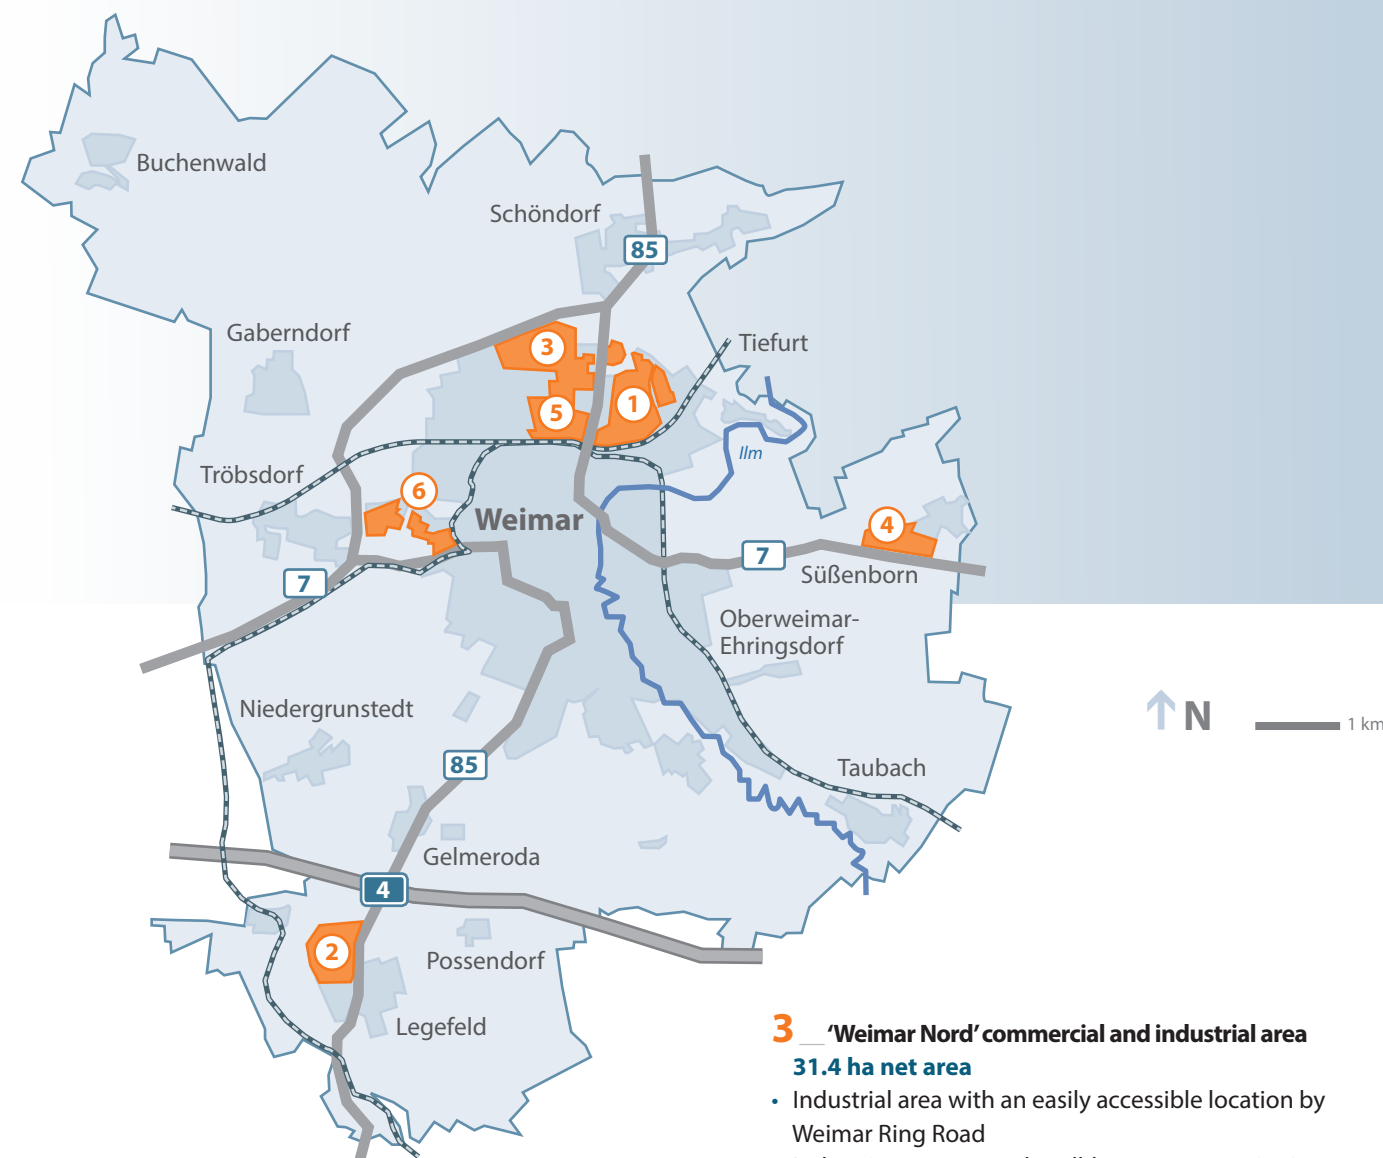 Buchenwald
Schöndorf
85
Gaberndorf
3
Tiefurt
5
1
Ilm
Tröbsdorf
6
Weimar
4
7
Süßenborn
7
Oberweimar-
Ehringsdorf
Niedergrunstedt
N
1 km
85
Taubach
Gelmeroda
4
2
Possendorf
Legefeld
3 __ ‘Weimar Nord’ commercial and industrial area
31.4 ha net area
• Industrial area with an easily accessible location by
Weimar Ring Road